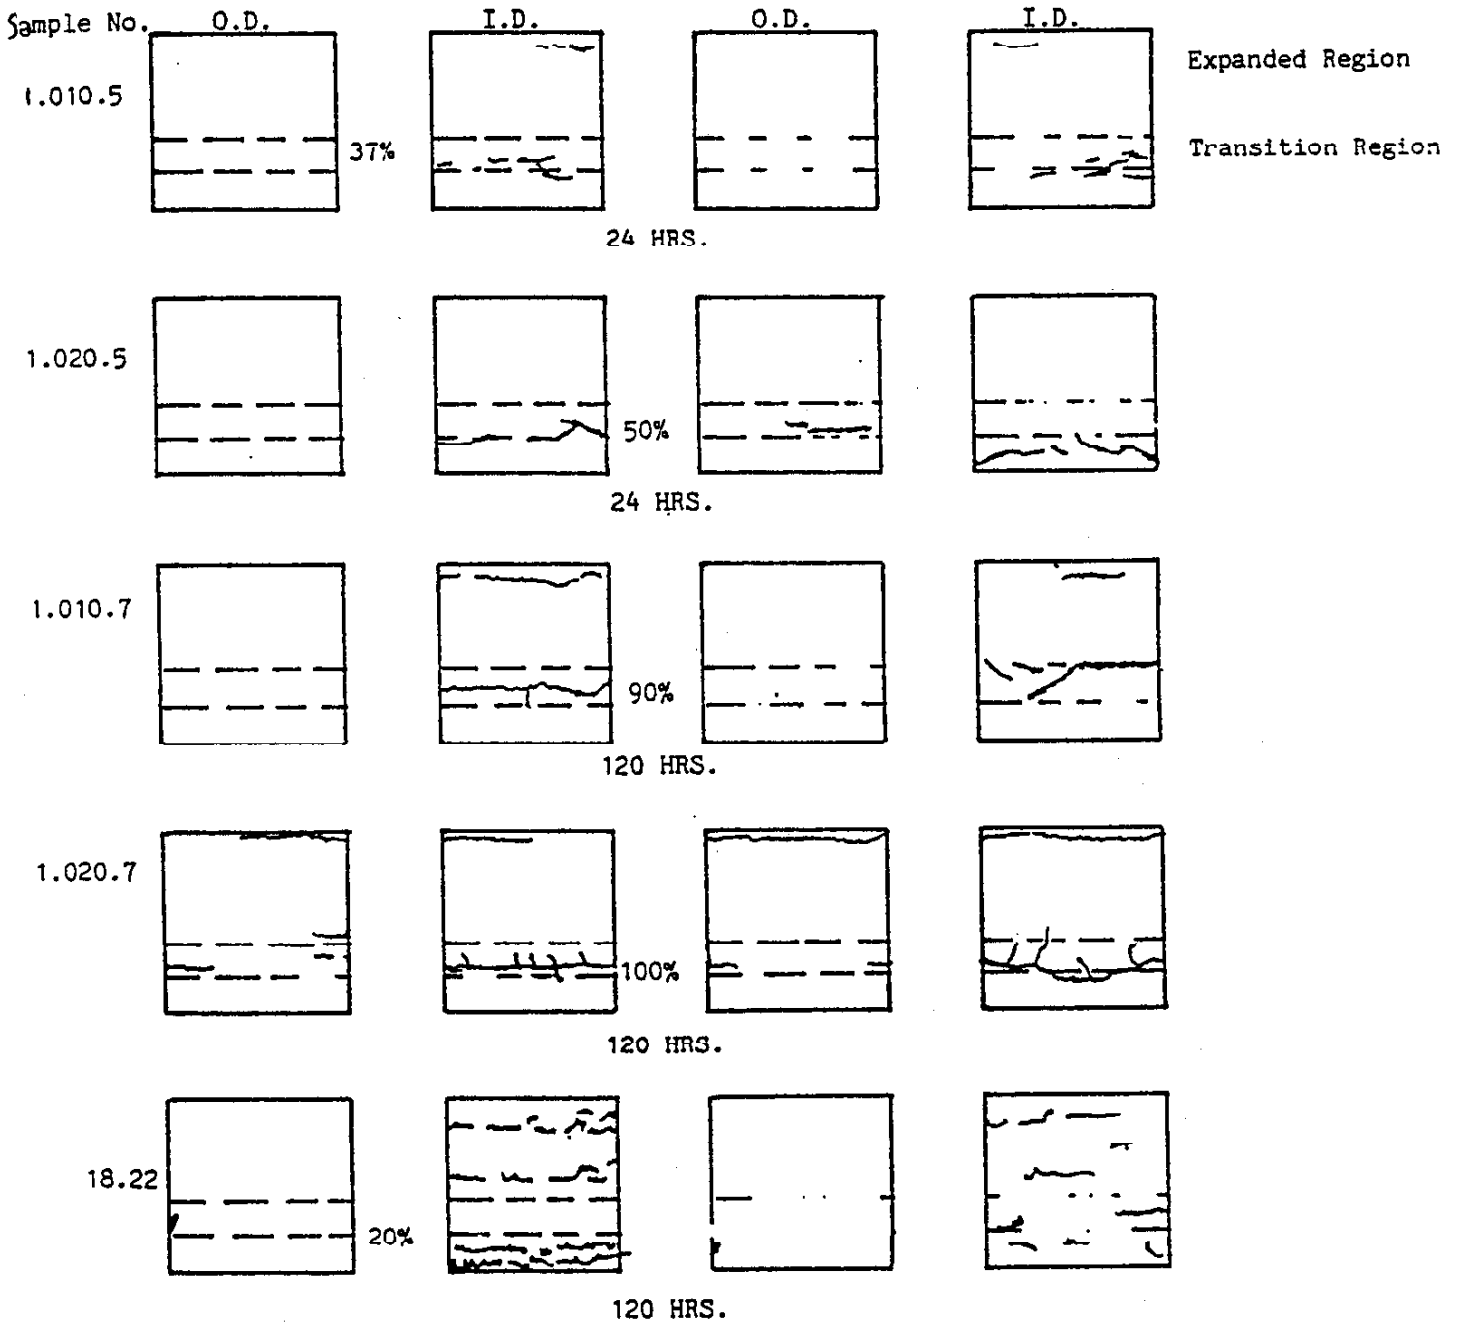 Sample No. O.D. I.D. O.D. I.D.
Expanded Region
1.010.5
37%
Transition Region
24 HRS.
1.020.5
50%
24 HRS.
1.010.7
90%
120 HRS.
1.020.7
100%
120 HRS.
18.22
20%
120 HRS.